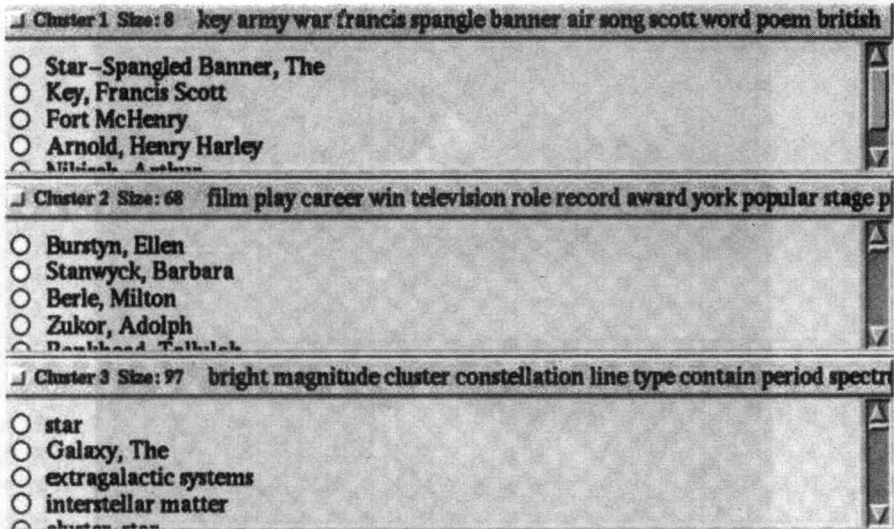 Cluster 1 Size: 8 key army war francis spangle banner air song scott word poem british
Star-Spangled Banner, The
Key, Francis Scott
Fort McHenry
Arnold, Henry Harley
Cluster 2 Size: 68 film play career win television role record award york popular stage p
Burstyn, Ellen
Stanwyck, Barbara
Berle, Milton
Zukor, Adolph
Cluster 3 Size: 97 bright magnitude cluster constellation line type contain period spectr
star
Galaxy, The
extragalactic systems
interstellar matter